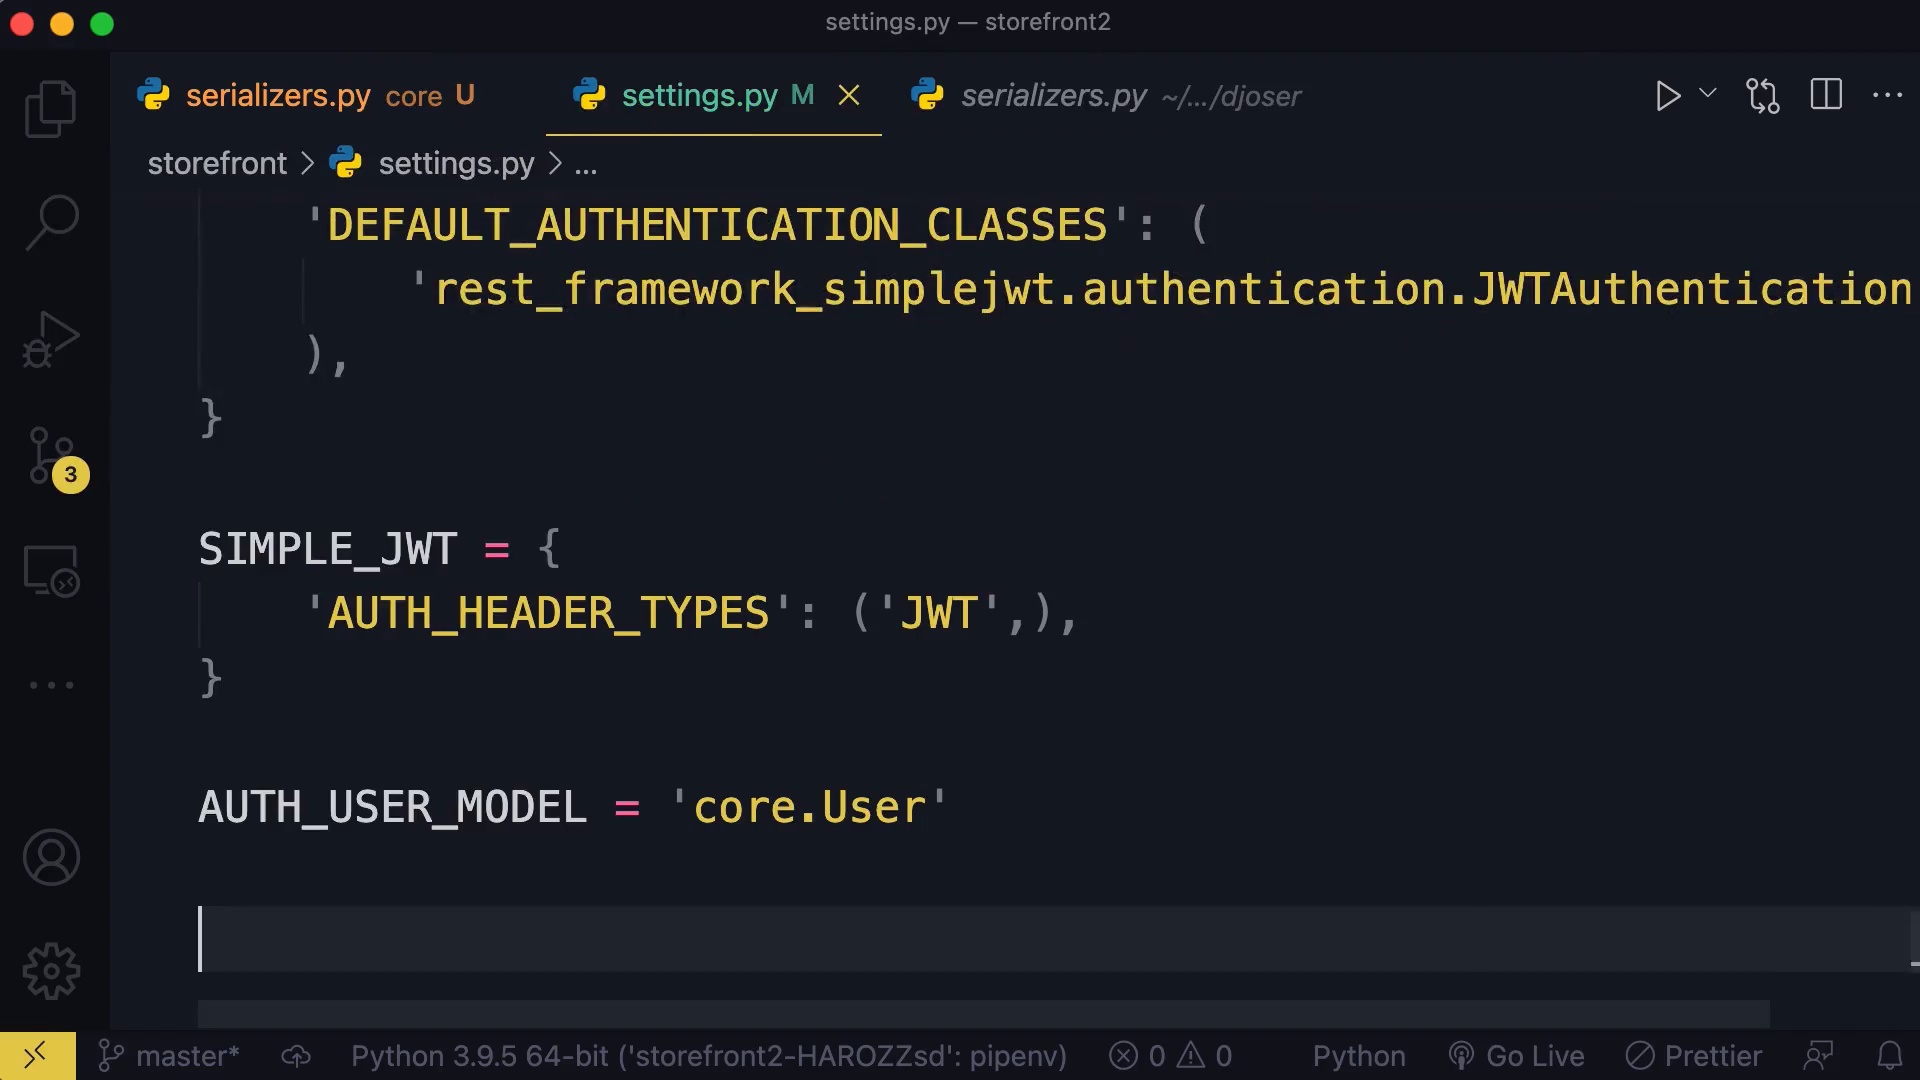 settings.py — storefront2
serializers.py core U settings.py M serializers.py ~/.../djoser
storefront > settings.py > ...
'DEFAULT_AUTHENTICATION_CLASSES': (
'rest_framework_simplejwt.authentication.JWTAuthentication
),
}
SIMPLE_JWT = {
'AUTH_HEADER_TYPES': ('JWT',),
}
AUTH_USER_MODEL = 'core.User'
3
master* Python 3.9.5 64-bit ('storefront2-HAROZZsd': pipenv) 0 0 Python Go Live Prettier